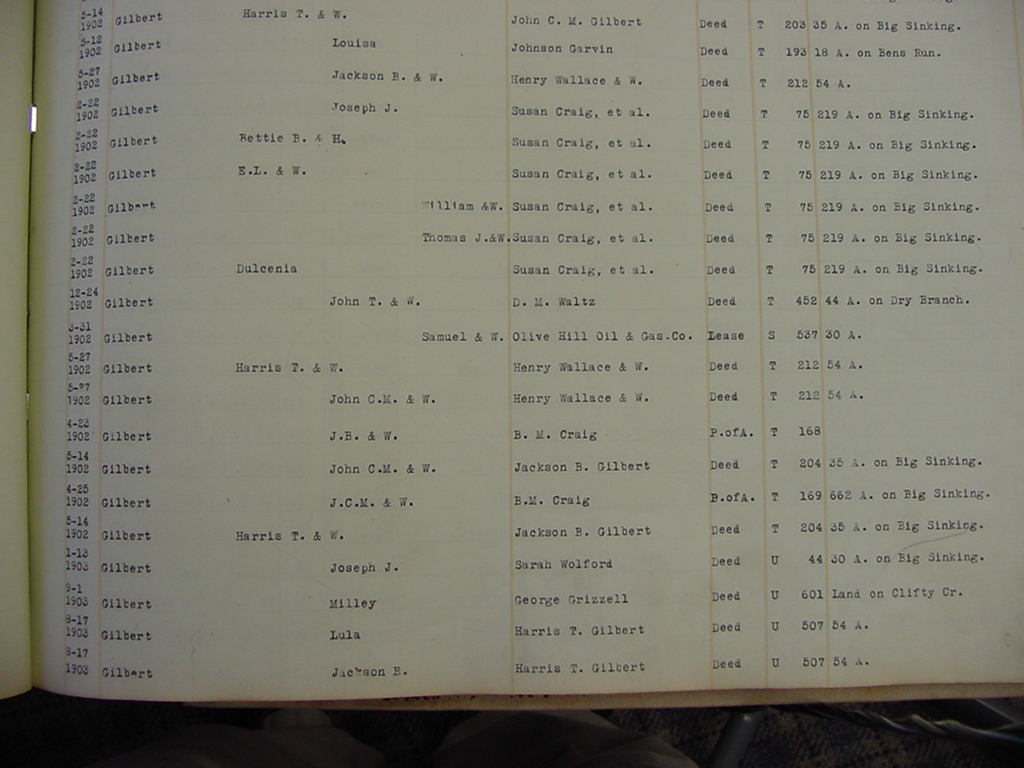 5-14 1902 Gilbert Harris T. & W. John C. M. Gilbert Deed T 203 35 A. on Big Sinking.
5-12 1902 Gilbert Louisa Johnson Garvin Deed T 193 18 A. on Bens Run.
5-27 1902 Gilbert Jackson B. & W. Henry Wallace & W. Deed T 212 54 A.
2-22 1902 Gilbert Joseph J. Susan Craig, et al. Deed T 75 219 A. on Big Sinking.
2-22 1902 Gilbert Bettie B. & H. Susan Craig, et al. Deed T 75 219 A. on Big Sinking.
2-22 1902 Gilbert E.L. & W. Susan Craig, et al. Deed T 75 219 A. on Big Sinking.
2-22 1902 Gilbert William &W. Susan Craig, et al. Deed T 75 219 A. on Big Sinking.
2-22 1902 Gilbert Thomas J.&W. Susan Craig, et al. Deed T 75 219 A. on Big Sinking.
2-22 1902 Gilbert Dulcenia Susan Craig, et al. Deed T 75 219 A. on Big Sinking.
12-24 1902 Gilbert John T. & W. D. M. Waltz Deed T 452 44 A. on Dry Branch.
3-31 1902 Gilbert Samuel & W. Olive Hill Oil & Gas.Co. Lease S 537 30 A.
5-27 1902 Gilbert Harris T. & W. Henry Wallace & W. Deed T 212 54 A.
5-27 1902 Gilbert John C.M. & W. Henry Wallace & W. Deed T 212 54 A.
4-23 1902 Gilbert J.B. & W. B. M. Craig P.ofA. T 168
5-14 1902 Gilbert John C.M. & W. Jackson B. Gilbert Deed T 204 35 A. on Big Sinking.
4-25 1902 Gilbert J.C.M. & W. B.M. Craig P.ofA. T 169 662 A. on Big Sinking.
5-14 1902 Gilbert Harris T. & W. Jackson B. Gilbert Deed T 204 35 A. on Big Sinking.
1-13 1903 Gilbert Joseph J. Sarah Wolford Deed U 44 30 A. on Big Sinking.
9-1 1903 Gilbert Milley George Grizzell Deed U 601 Land on Clifty Cr.
8-17 1903 Gilbert Lula Harris T. Gilbert Deed U 507 54 A.
8-17 1903 Gilbert Jackson B. Harris T. Gilbert Deed U 507 54 A.